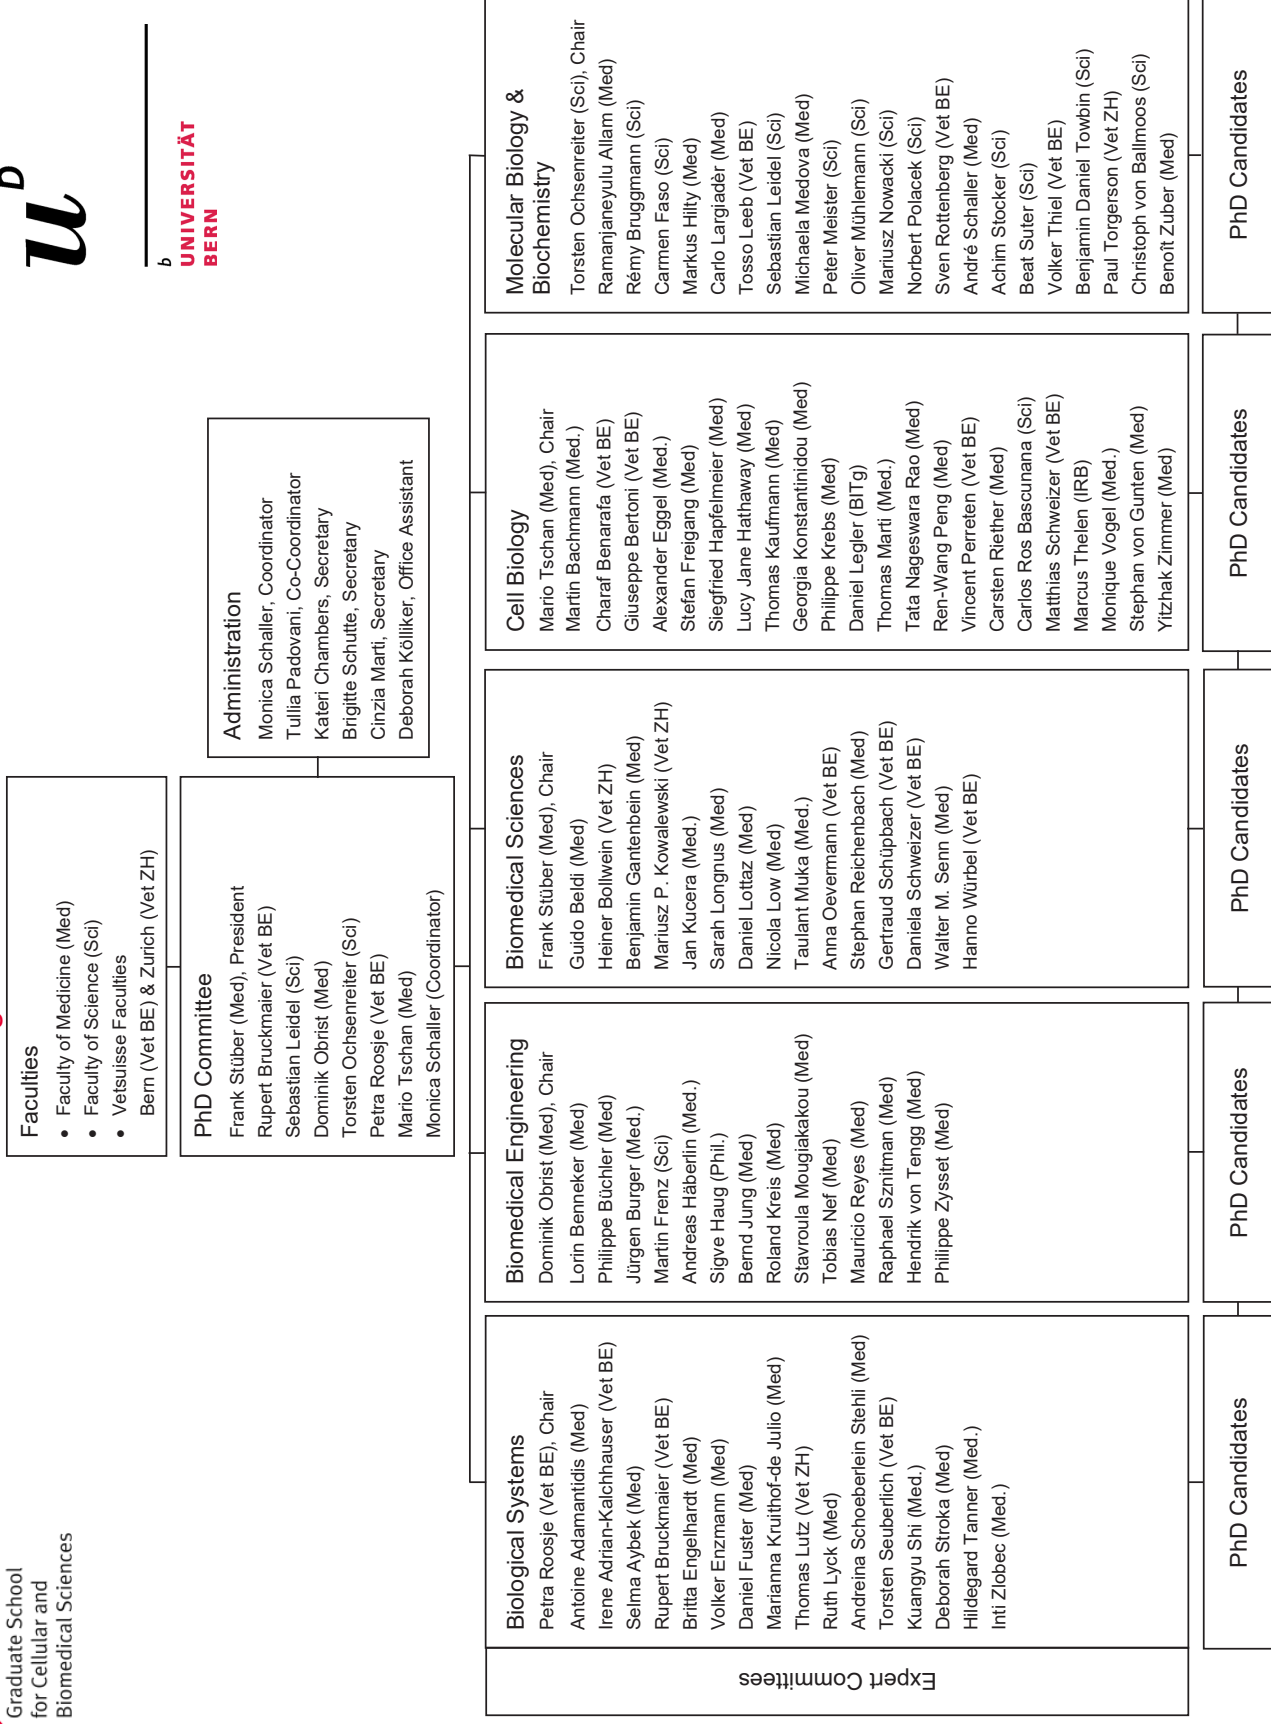 Graduate School
for Cellular and
Biomedical Sciences
u
b
b
UNIVERSITÄT
BERN
Faculties
• Faculty of Medicine (Med)
• Faculty of Science (Sci)
• Vetsuisse Faculties
Bern (Vet BE) & Zurich (Vet ZH)
PhD Committee
Frank Stüber (Med), President
Rupert Bruckmaier (Vet BE)
Sebastian Leidel (Sci)
Dominik Obrist (Med)
Torsten Ochsenreiter (Sci)
Petra Roosje (Vet BE)
Mario Tschan (Med)
Monica Schaller (Coordinator)
Administration
Monica Schaller, Coordinator
Tullia Padovani, Co-Coordinator
Kateri Chambers, Secretary
Brigitte Schutte, Secretary
Cinzia Marti, Secretary
Deborah Kölliker, Office Assistant
Expert Committees
Biological Systems
Petra Roosje (Vet BE), Chair
Antoine Adamantidis (Med)
Irene Adrian-Kalchhauser (Vet BE)
Selma Aybek (Med)
Rupert Bruckmaier (Vet BE)
Britta Engelhardt (Med)
Volker Enzmann (Med)
Daniel Fuster (Med)
Marianna Kruithof-de Julio (Med)
Thomas Lutz (Vet ZH)
Ruth Lyck (Med)
Andreina Schoeberlein Stehli (Med)
Torsten Seuberlich (Vet BE)
Kuangyu Shi (Med.)
Deborah Stroka (Med)
Hildegard Tanner (Med.)
Inti Zlobec (Med.)
Biomedical Engineering
Dominik Obrist (Med), Chair
Lorin Benneker (Med)
Philippe Büchler (Med)
Jürgen Burger (Med.)
Martin Frenz (Sci)
Andreas Häberlin (Med.)
Sigve Haug (Phil.)
Bernd Jung (Med)
Roland Kreis (Med)
Stavroula Mougiakakou (Med)
Tobias Nef (Med)
Mauricio Reyes (Med)
Raphael Sznitman (Med)
Hendrik von Tengg (Med)
Philippe Zysset (Med)
Biomedical Sciences
Frank Stüber (Med), Chair
Guido Beldi (Med)
Heiner Bollwein (Vet ZH)
Benjamin Gantenbein (Med)
Mariusz P. Kowalewski (Vet ZH)
Jan Kucera (Med.)
Sarah Longnus (Med)
Daniel Lottaz (Med)
Nicola Low (Med)
Taulant Muka (Med.)
Anna Oevermann (Vet BE)
Stephan Reichenbach (Med)
Gertraud Schüpbach (Vet BE)
Daniela Schweizer (Vet BE)
Walter M. Senn (Med)
Hanno Würbel (Vet BE)
Cell Biology
Mario Tschan (Med), Chair
Martin Bachmann (Med.)
Charaf Benarafa (Vet BE)
Giuseppe Bertoni (Vet BE)
Alexander Eggel (Med.)
Stefan Freigang (Med)
Siegfried Hapfelmeier (Med)
Lucy Jane Hathaway (Med)
Thomas Kaufmann (Med)
Georgia Konstantinidou (Med)
Philippe Krebs (Med)
Daniel Legler (BITg)
Thomas Marti (Med.)
Tata Nageswara Rao (Med)
Ren-Wang Peng (Med)
Vincent Perreten (Vet BE)
Carsten Riether (Med)
Carlos Ros Bascunana (Sci)
Matthias Schweizer (Vet BE)
Marcus Thelen (IRB)
Monique Vogel (Med.)
Stephan von Gunten (Med)
Yitzhak Zimmer (Med)
Molecular Biology &
Biochemistry
Torsten Ochsenreiter (Sci), Chair
Ramanjaneyulu Allam (Med)
Rémy Bruggmann (Sci)
Carmen Faso (Sci)
Markus Hilty (Med)
Carlo Largiadèr (Med)
Tosso Leeb (Vet BE)
Sebastian Leidel (Sci)
Michaela Medova (Med)
Peter Meister (Sci)
Oliver Mühlemann (Sci)
Mariusz Nowacki (Sci)
Norbert Polacek (Sci)
Sven Rottenberg (Vet BE)
André Schaller (Med)
Achim Stocker (Sci)
Beat Suter (Sci)
Volker Thiel (Vet BE)
Benjamin Daniel Towbin (Sci)
Paul Torgerson (Vet ZH)
Christoph von Ballmoos (Sci)
Benoît Zuber (Med)
PhD Candidates
PhD Candidates
PhD Candidates
PhD Candidates
PhD Candidates